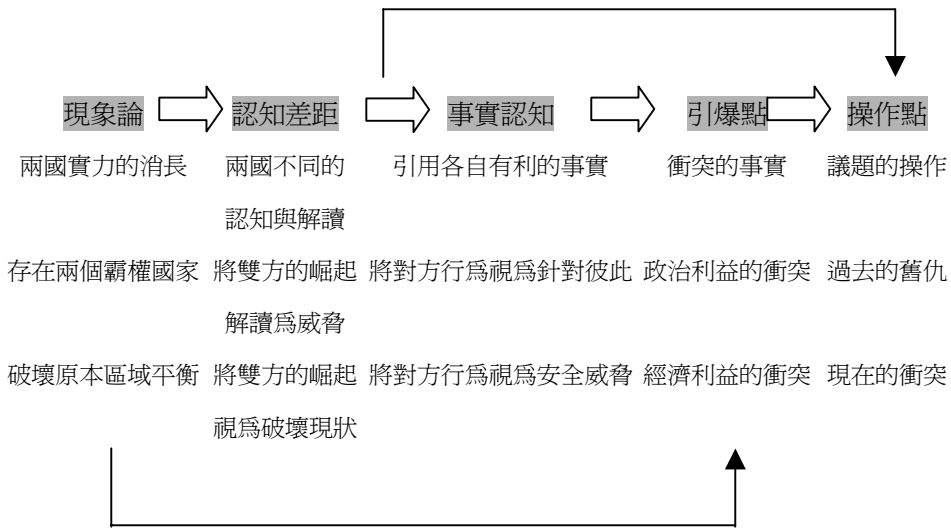 現象論 認知差距 事實認知 引爆點 操作點
兩國實力的消長 兩國不同的 引用各自有利的事實 衝突的事實 議題的操作
認知與解讀
存在兩個霸權國家 將雙方的崛起 將對方行爲視爲針對彼此 政治利益的衝突 過去的舊仇
解讀爲威脅
破壞原本區域平衡 將雙方的崛起 將對方行爲視爲安全威脅 經濟利益的衝突 現在的衝突
視爲破壞現狀